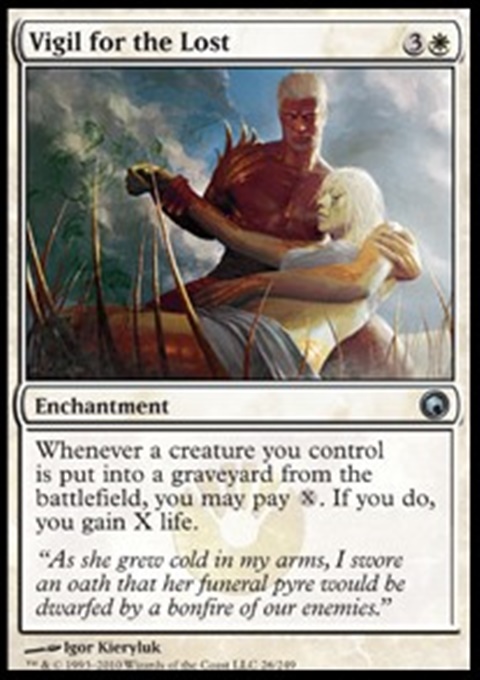 Vigil for the Lost 3
Enchantment
Whenever a creature you control
is put into a graveyard from the
battlefield, you may pay X. If you do,
you gain X life.
“As she grew cold in my arms, I swore
an oath that her funeral pyre would be
dwarfed by a bonfire of our enemies.”
Igor Kieryluk
™ & © 1993–2010 Wizards of the Coast LLC 26/249